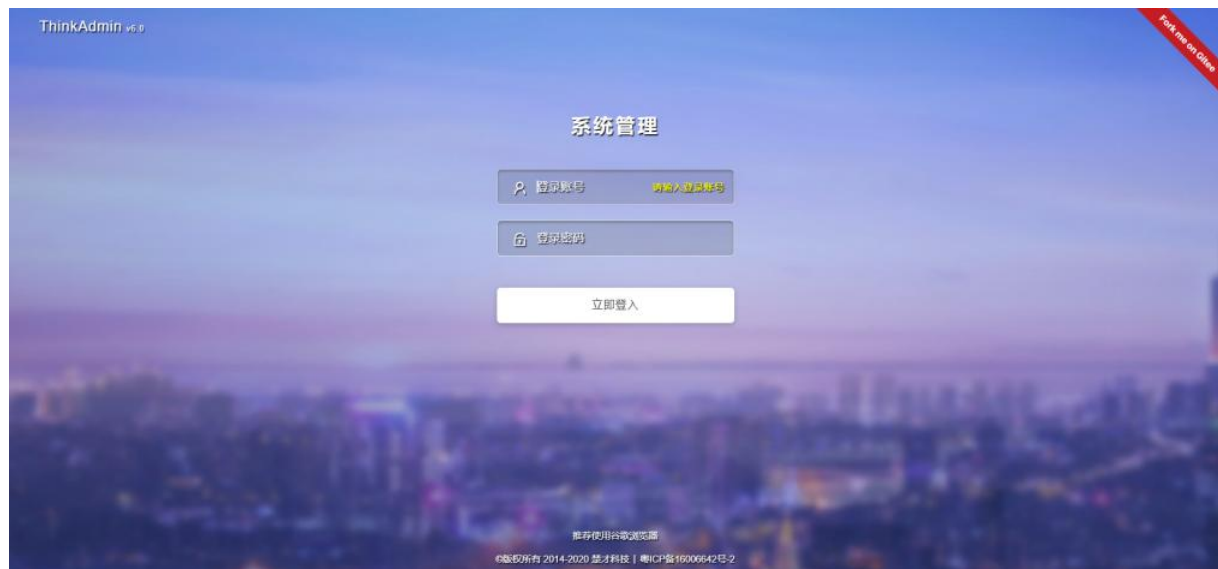 ThinkAdmin v6.0
Fork me on Gitee
系统管理
登录账号 请输入登录账号
登录密码
立即登入
推荐使用谷歌浏览器
©版权所有 2014-2020 楚才科技 | 粤ICP备16006642号-2